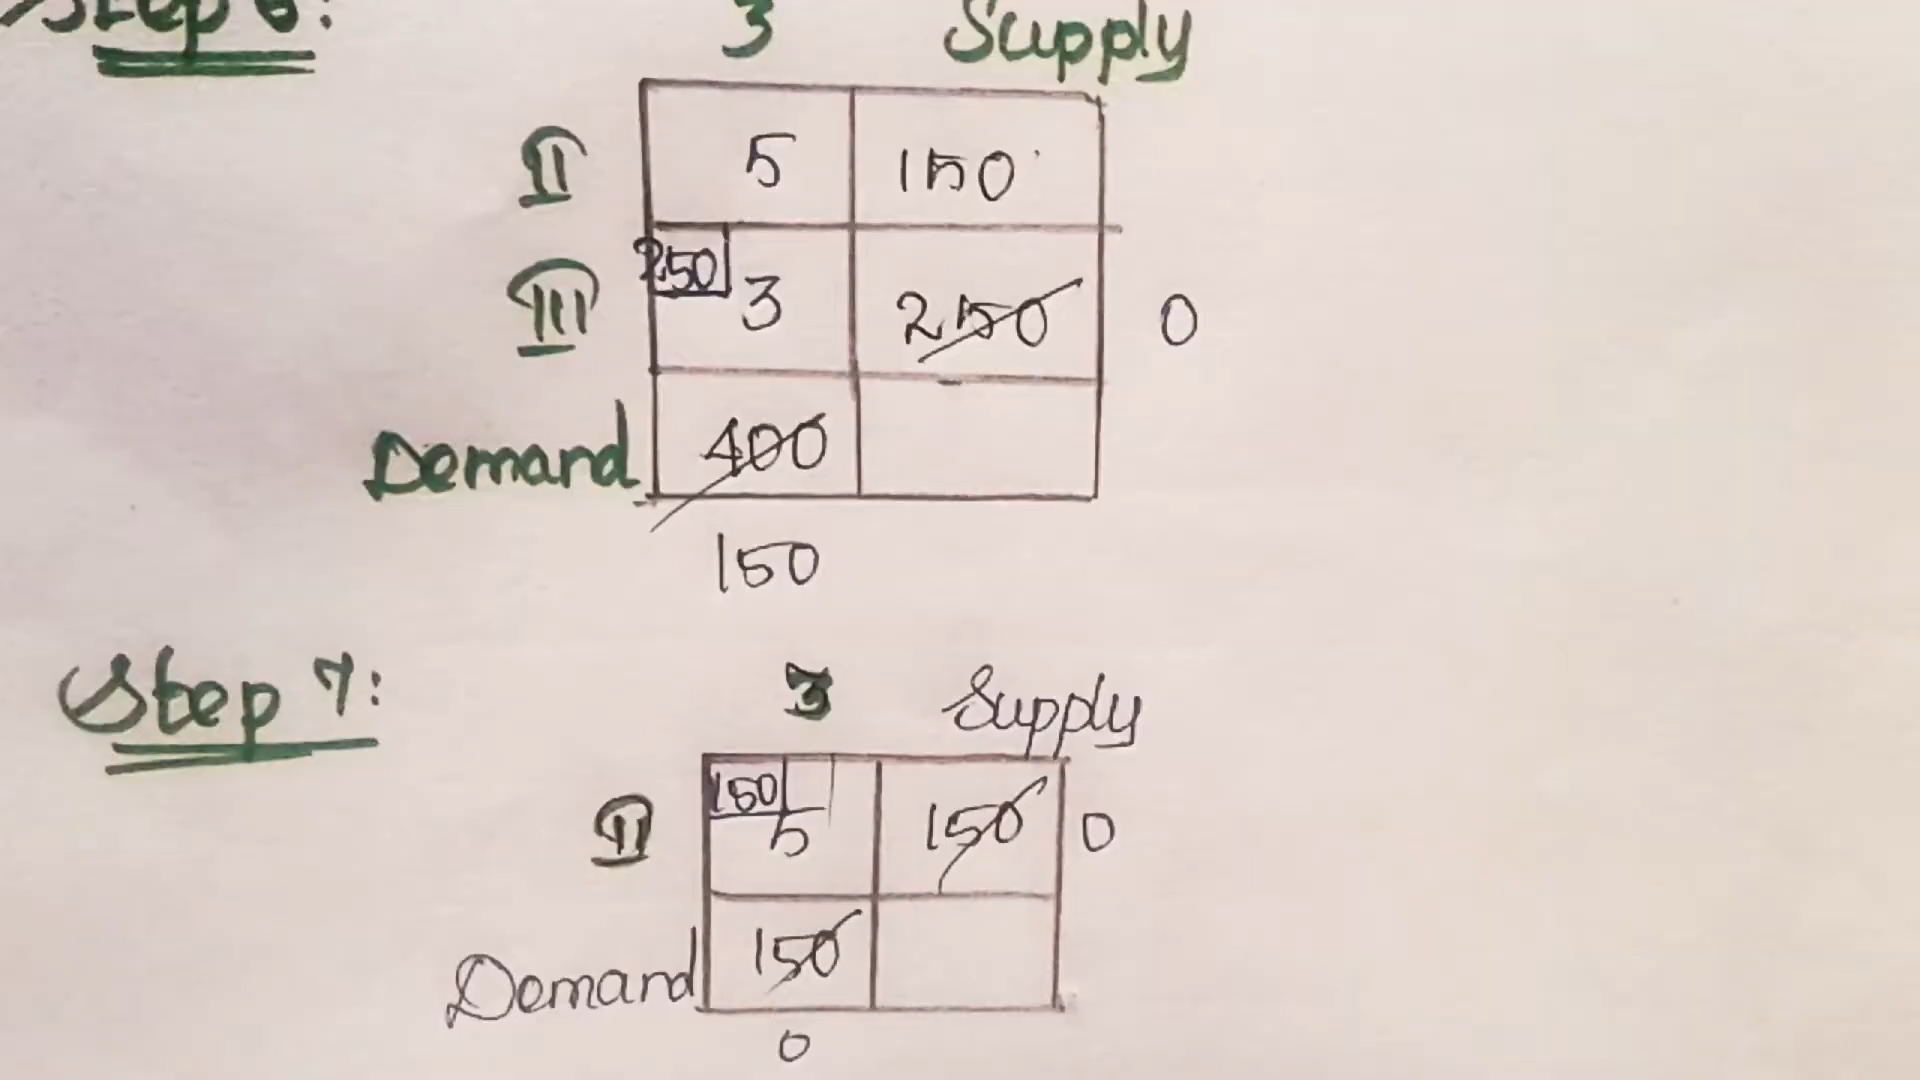 Step 6:
3 Supply
II 5 150
250
III 3 250 0
Demand 400
150
Step 7:
3 Supply
150
II 5 150 0
Demand 150
0